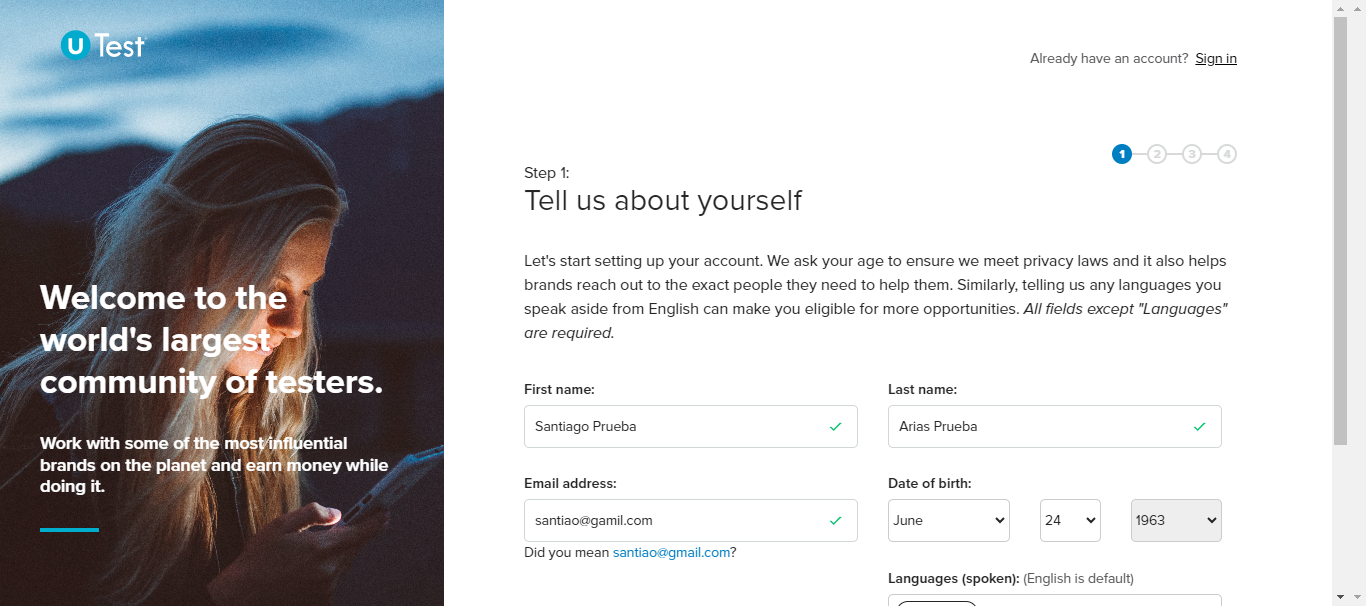 U Test
Already have an account? Sign in
1 2 3 4
Step 1:
Tell us about yourself
Let's start setting up your account. We ask your age to ensure we meet privacy laws and it also helps
brands reach out to the exact people they need to help them. Similarly, telling us any languages you
speak aside from English can make you eligible for more opportunities. All fields except "Languages"
are required.
Welcome to the
world's largest
community of testers.
Work with some of the most influential
brands on the planet and earn money while
doing it.
First name: Last name:
Santiago Prueba Arias Prueba
Email address: Date of birth:
santiao@gamil.com June 24 1963
Did you mean santiao@gmail.com?
Languages (spoken): (English is default)